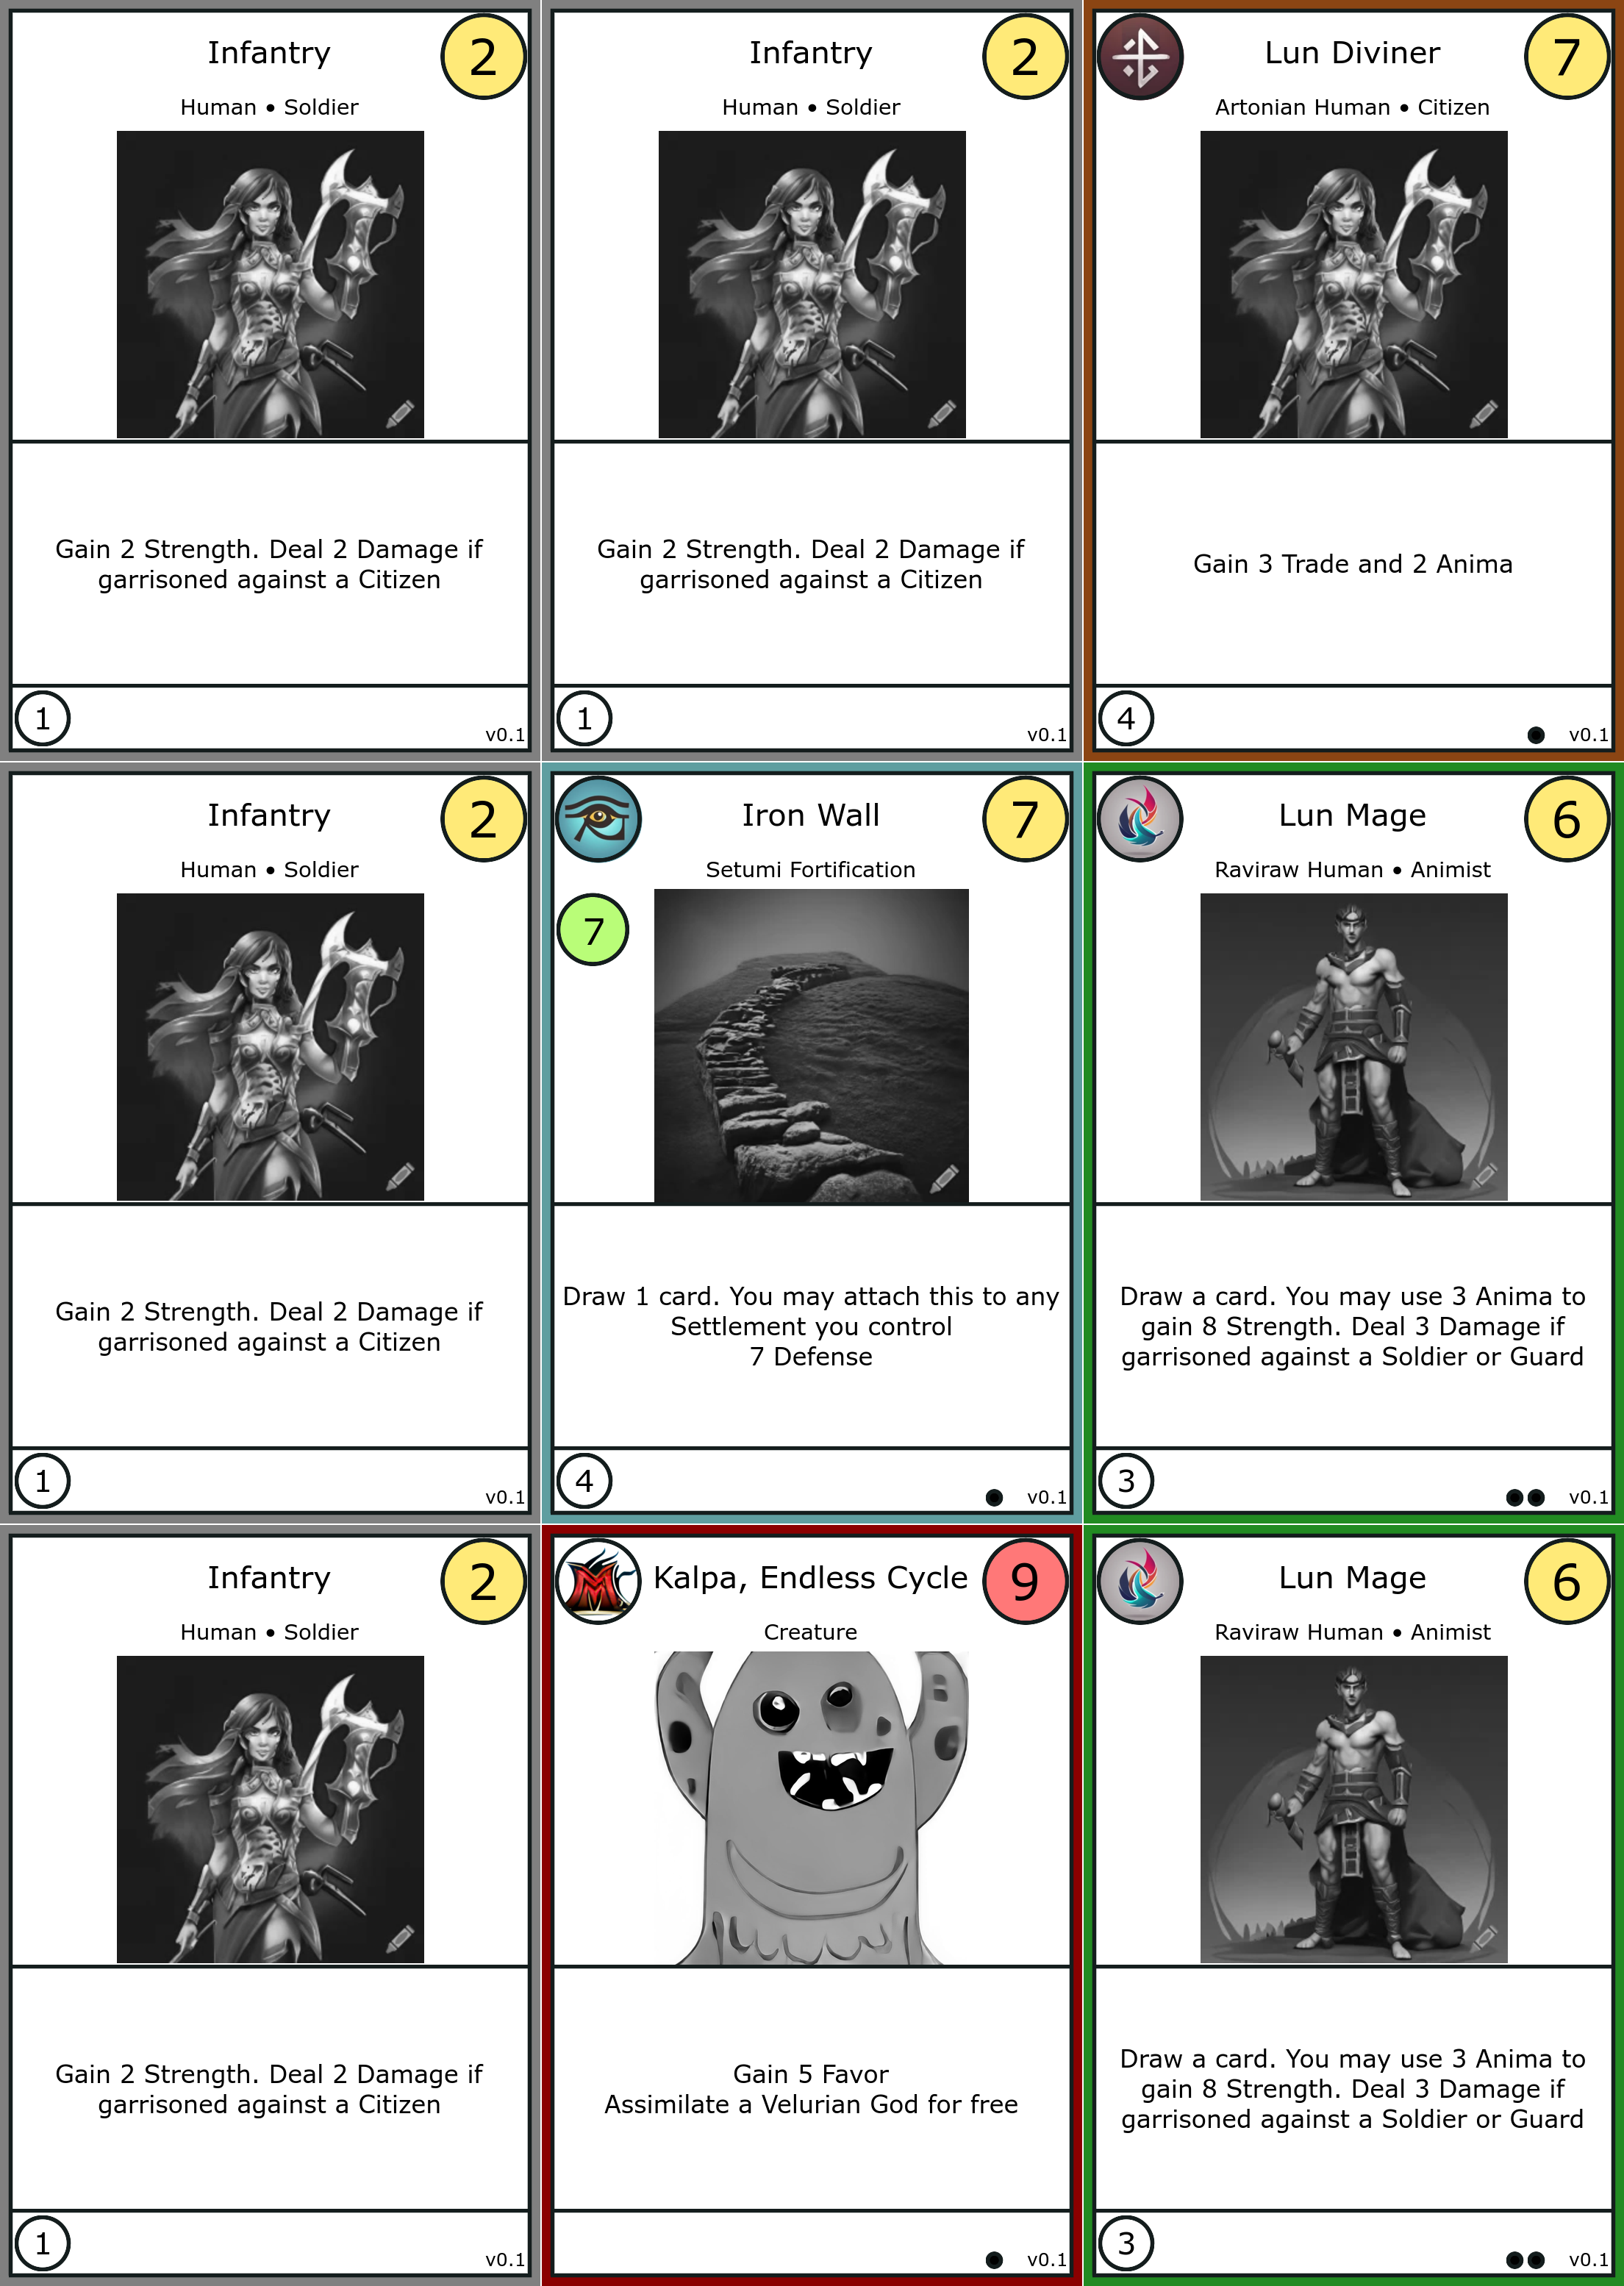 Infantry
2
Human • Soldier
Gain 2 Strength. Deal 2 Damage if
garrisoned against a Citizen
1
v0.1
Infantry
2
Human • Soldier
Gain 2 Strength. Deal 2 Damage if
garrisoned against a Citizen
1
v0.1
Lun Diviner
7
Artonian Human • Citizen
Gain 3 Trade and 2 Anima
4
v0.1
Infantry
2
Human • Soldier
Gain 2 Strength. Deal 2 Damage if
garrisoned against a Citizen
1
v0.1
Iron Wall
7
Setumi Fortification
7
Draw 1 card. You may attach this to any
Settlement you control
7 Defense
4
v0.1
Lun Mage
6
Raviraw Human • Animist
Draw a card. You may use 3 Anima to
gain 8 Strength. Deal 3 Damage if
garrisoned against a Soldier or Guard
3
v0.1
Infantry
2
Human • Soldier
Gain 2 Strength. Deal 2 Damage if
garrisoned against a Citizen
1
v0.1
M
Kalpa, Endless Cycle
9
Creature
Gain 5 Favor
Assimilate a Velurian God for free
v0.1
Lun Mage
6
Raviraw Human • Animist
Draw a card. You may use 3 Anima to
gain 8 Strength. Deal 3 Damage if
garrisoned against a Soldier or Guard
3
v0.1